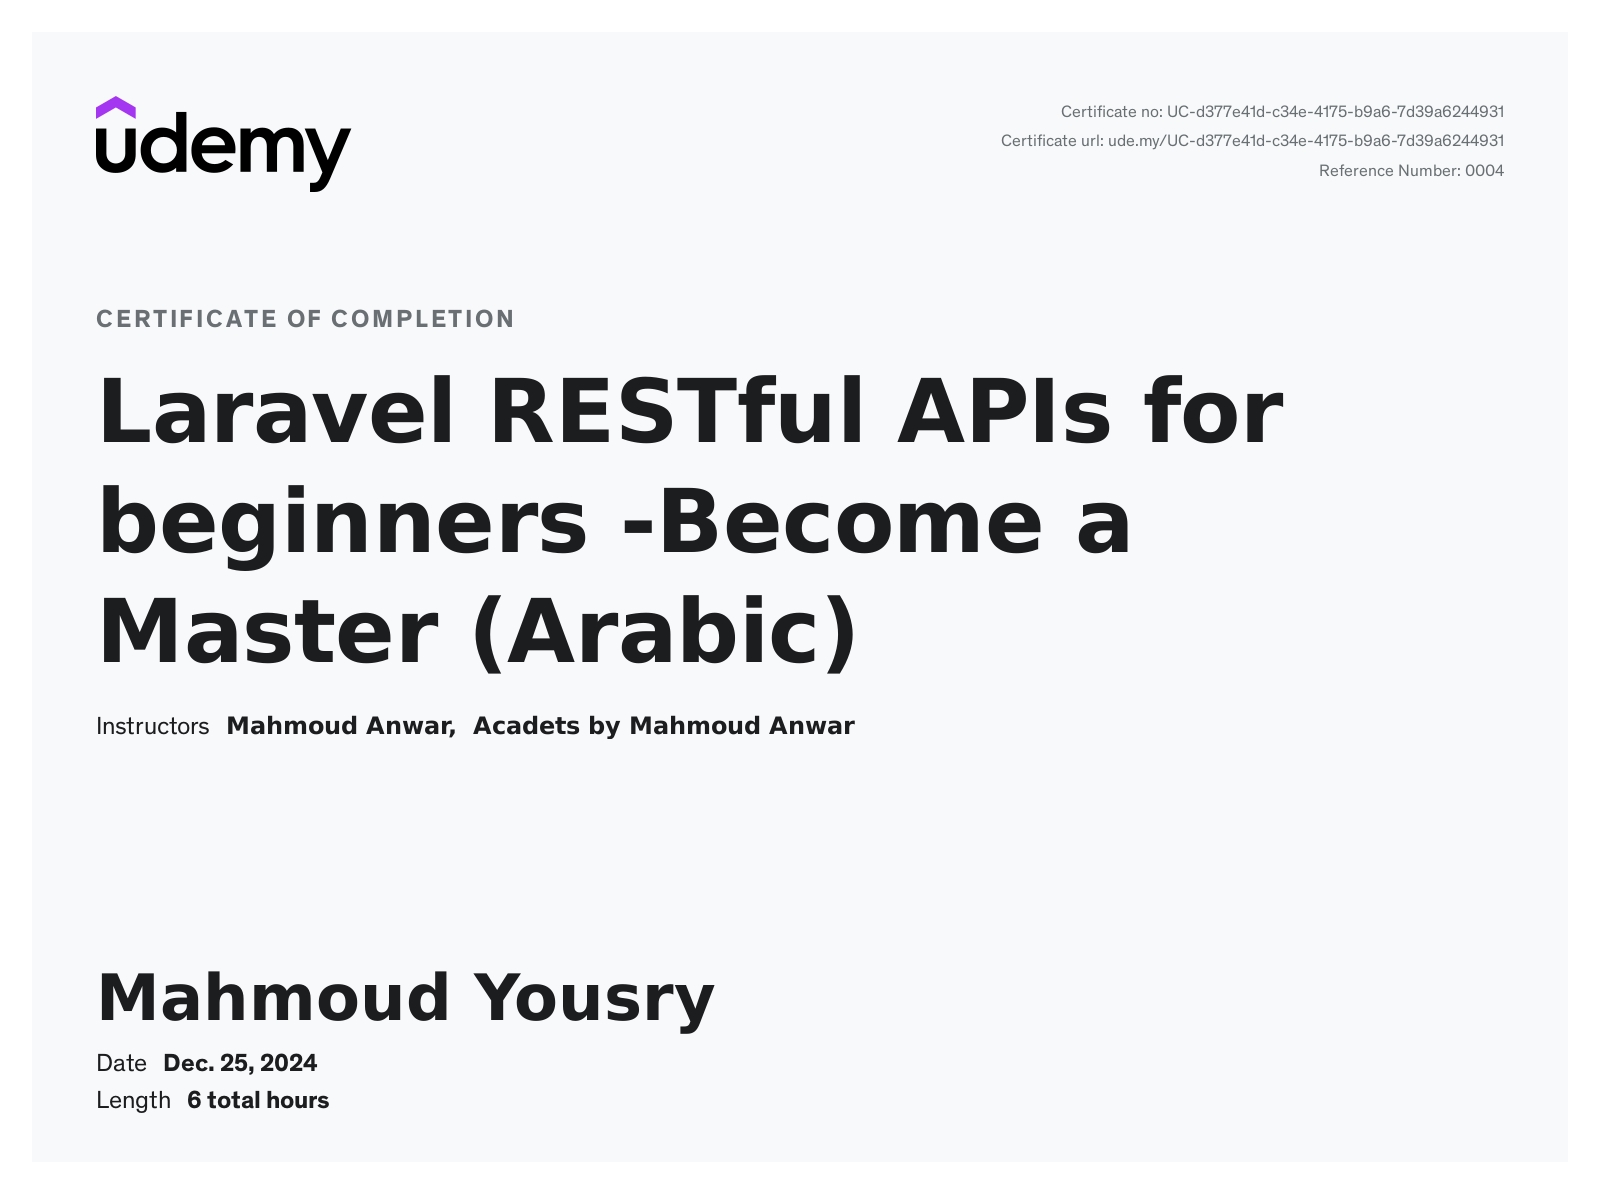 udemy
Certificate no: UC-d377e41d-c34e-4175-b9a6-7d39a6244931
Certificate url: ude.my/UC-d377e41d-c34e-4175-b9a6-7d39a6244931
Reference Number: 0004
CERTIFICATE OF COMPLETION
Laravel RESTful APIs for
beginners -Become a
Master (Arabic)
Instructors Mahmoud Anwar, Acadets by Mahmoud Anwar
Mahmoud Yousry
Date Dec. 25, 2024
Length 6 total hours